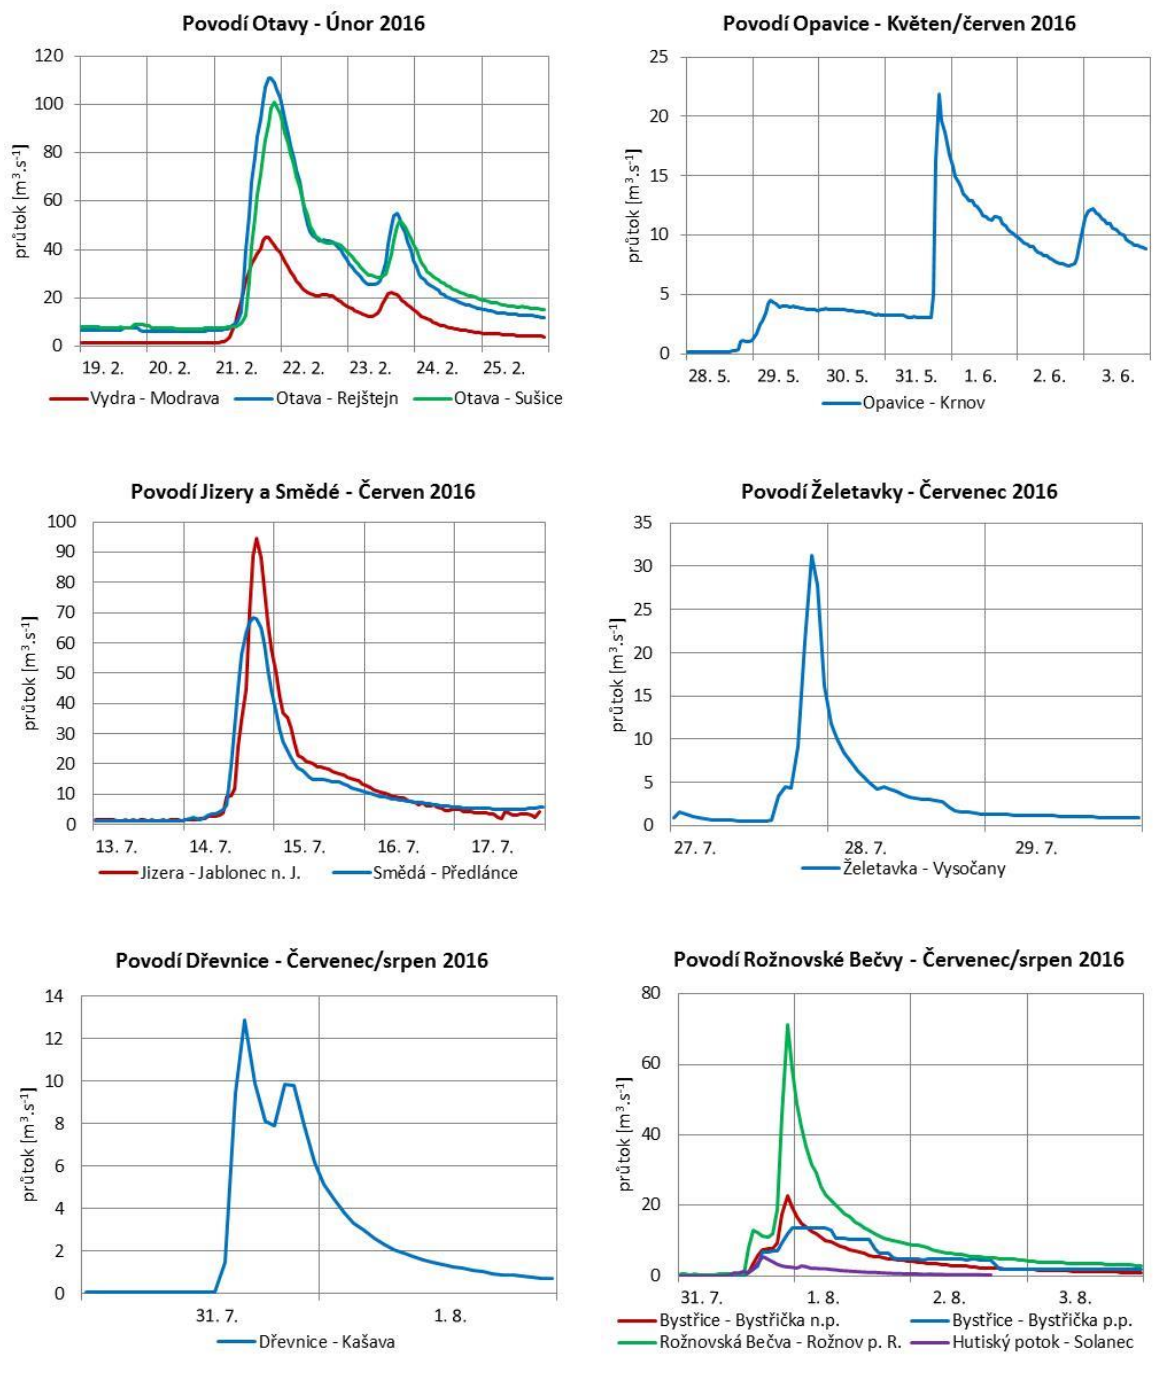 Povodí Otavy - Únor 2016
120
100
80
60
40
20
0
průtok [m³.s⁻¹]
19. 2. 20. 2. 21. 2. 22. 2. 23. 2. 24. 2. 25. 2.
Vydra - Modrava Otava - Rejštejn Otava - Sušice
Povodí Opavice - Květen/červen 2016
25
20
15
10
5
0
průtok [m³.s⁻¹]
28. 5. 29. 5. 30. 5. 31. 5. 1. 6. 2. 6. 3. 6.
Opavice - Krnov
Povodí Jizery a Smědé - Červen 2016
100
90
80
70
60
50
40
30
20
10
0
průtok [m³.s⁻¹]
13. 7. 14. 7. 15. 7. 16. 7. 17. 7.
Jizera - Jablonec n. J. Smědá - Předlánce
Povodí Želetavky - Červenec 2016
35
30
25
20
15
10
5
0
průtok [m³.s⁻¹]
27. 7. 28. 7. 29. 7.
Želetavka - Vysočany
Povodí Dřevnice - Červenec/srpen 2016
14
12
10
8
6
4
2
0
průtok [m³.s⁻¹]
31. 7. 1. 8.
Dřevnice - Kašava
Povodí Rožnovské Bečvy - Červenec/srpen 2016
80
60
40
20
0
průtok [m³.s⁻¹]
31. 7. 1. 8. 2. 8. 3. 8.
Bystřice - Bystřička n.p. Bystřice - Bystřička p.p.
Rožnovská Bečva - Rožnov p. R. Hutiský potok - Solanec